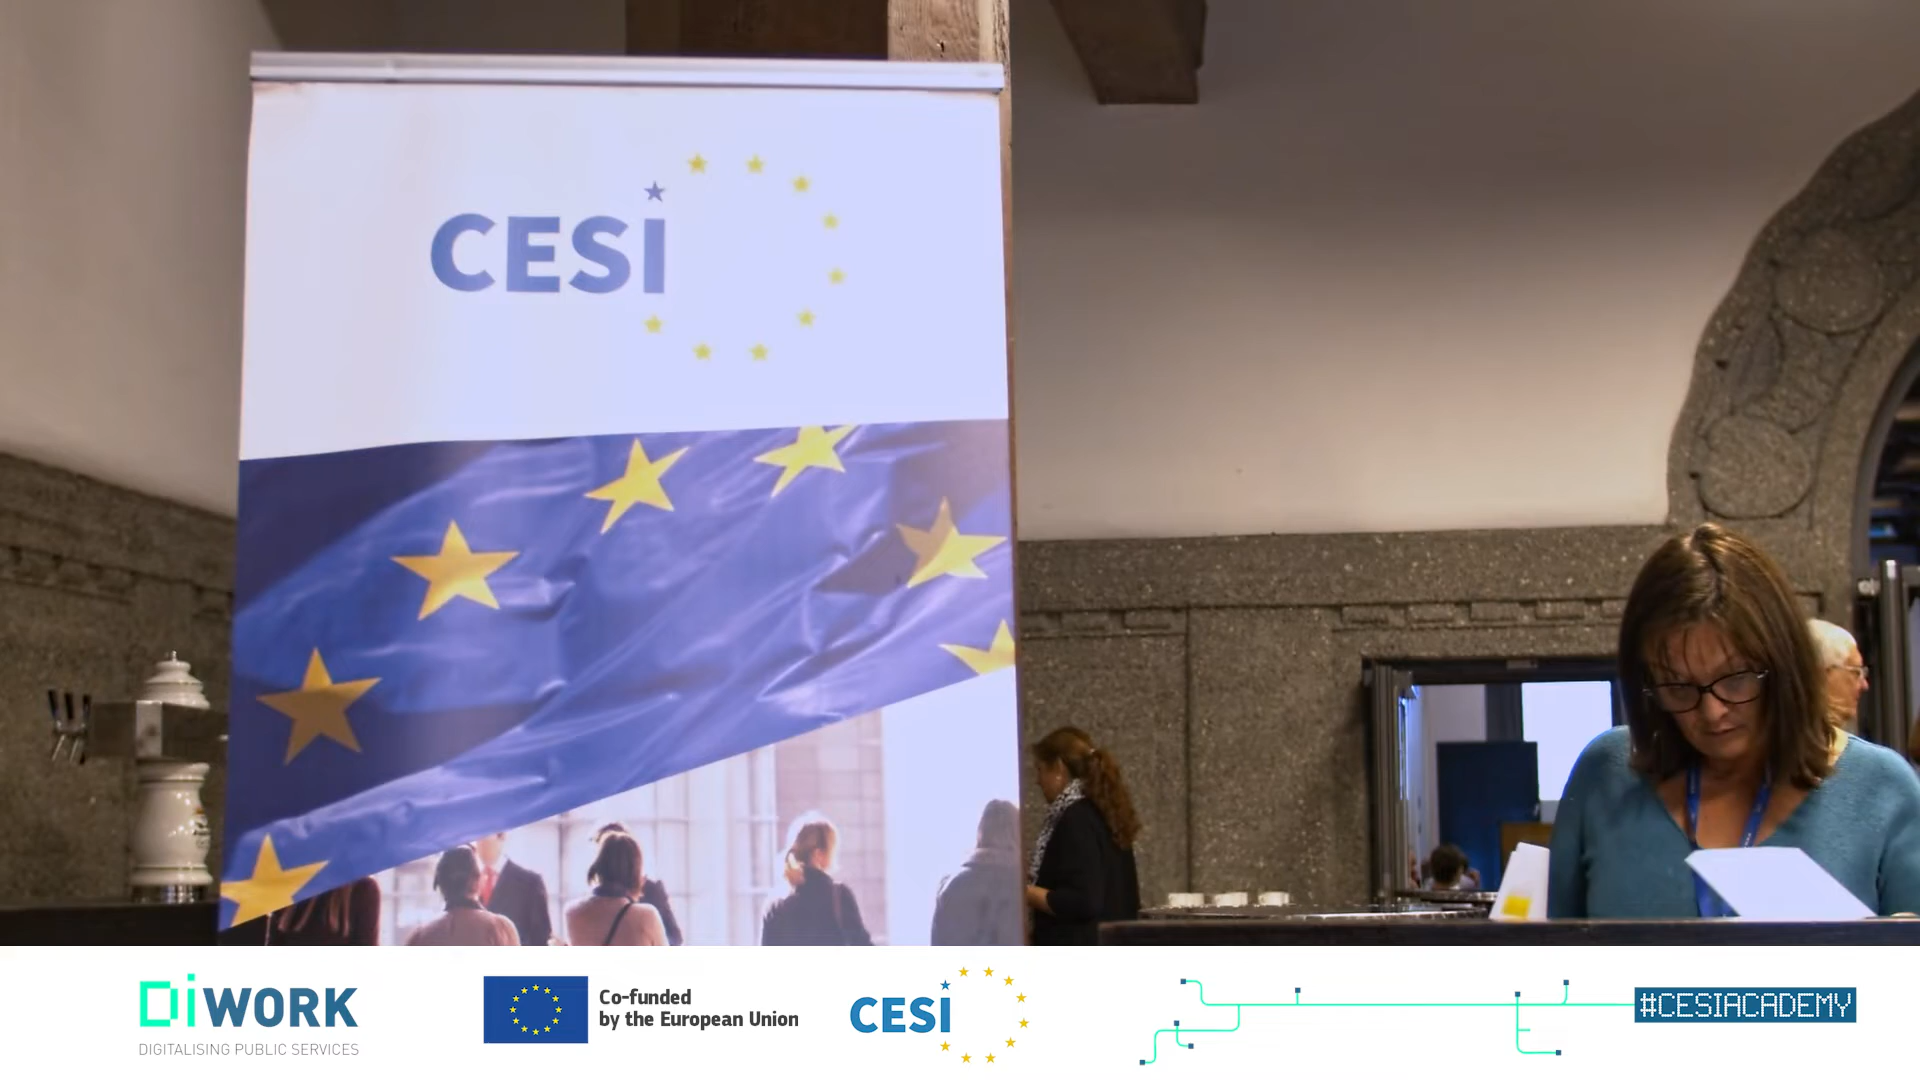 CESI
DiWORK
DIGITALISING PUBLIC SERVICES
Co-funded
by the European Union
CESI
#CESIACADEMY